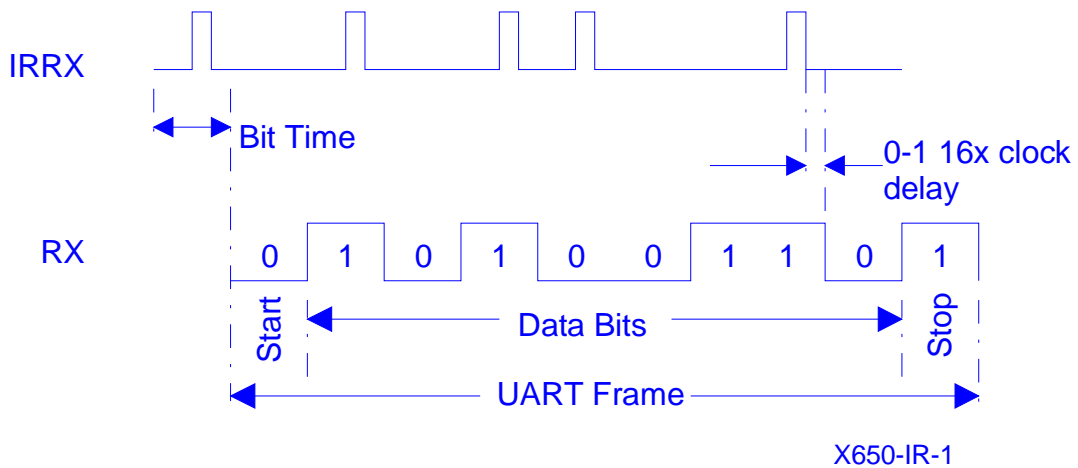 IRRX
Bit Time
0-1 16x clock
delay
RX
0 1 0 1 0 0 1 1 0 1
Start
Data Bits
Stop
UART Frame
X650-IR-1